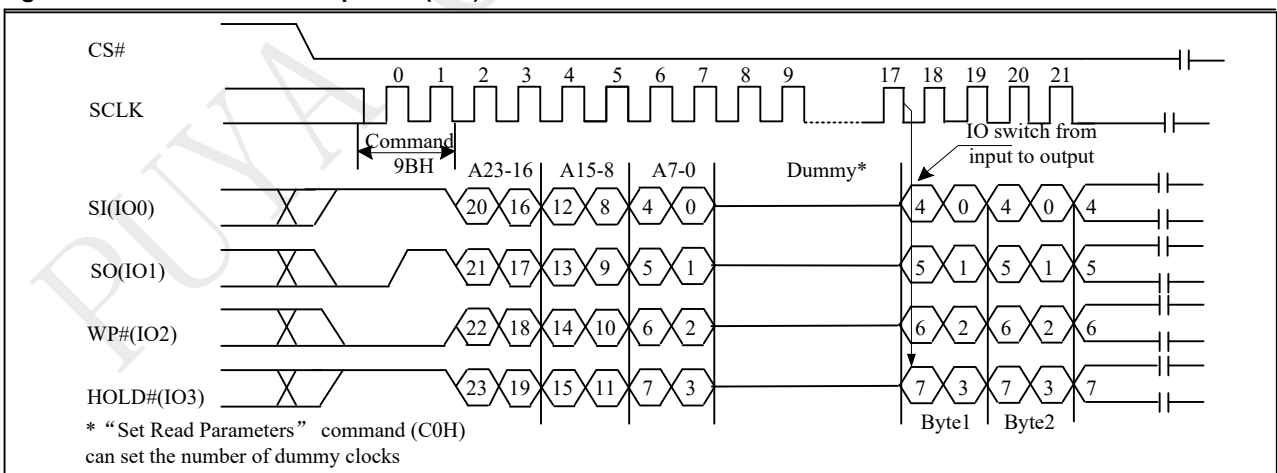 CS#
0 1 2 3 4 5 6 7 8 9 17 18 19 20 21
SCLK
Command
9BH
IO switch from
input to output
A23-16 A15-8 A7-0 Dummy*
SI(IO0) 20 16 12 8 4 0 4 0 4 0 4
SO(IO1) 21 17 13 9 5 1 5 1 5 1 5
WP#(IO2) 22 18 14 10 6 2 6 2 6 2 6
HOLD#(IO3) 23 19 15 11 7 3 7 3 7 3 7
Byte1 Byte2
* “Set Read Parameters” command (C0H)
can set the number of dummy clocks
PUYA